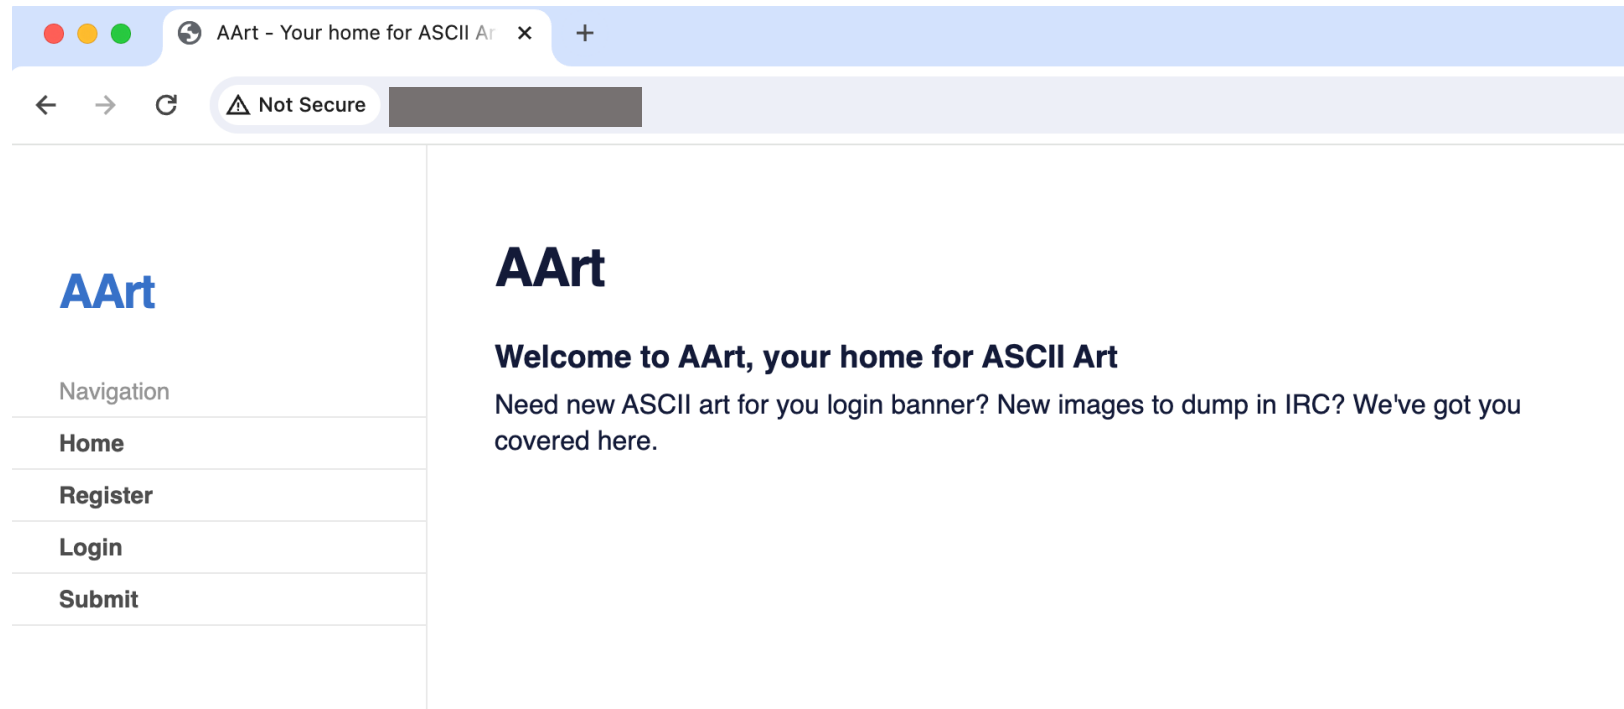 AArt - Your home for ASCII Ar
Not Secure
AArt
Navigation
Home
Register
Login
Submit
AArt
Welcome to AArt, your home for ASCII Art
Need new ASCII art for you login banner? New images to dump in IRC? We've got you
covered here.